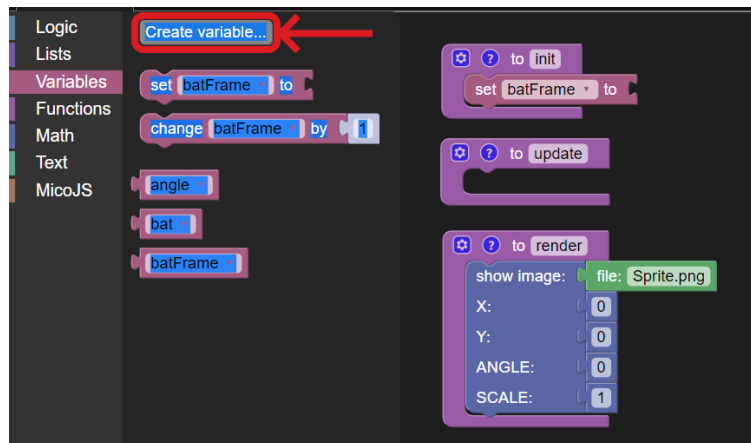 Logic
Lists
Variables
Functions
Math
Text
MicoJS
Create variable...
set batFrame to
change batFrame by 1
angle
bat
batFrame
? to init
set batFrame to
? to update
? to render
show image: file: Sprite.png
X: 0
Y: 0
ANGLE: 0
SCALE: 1